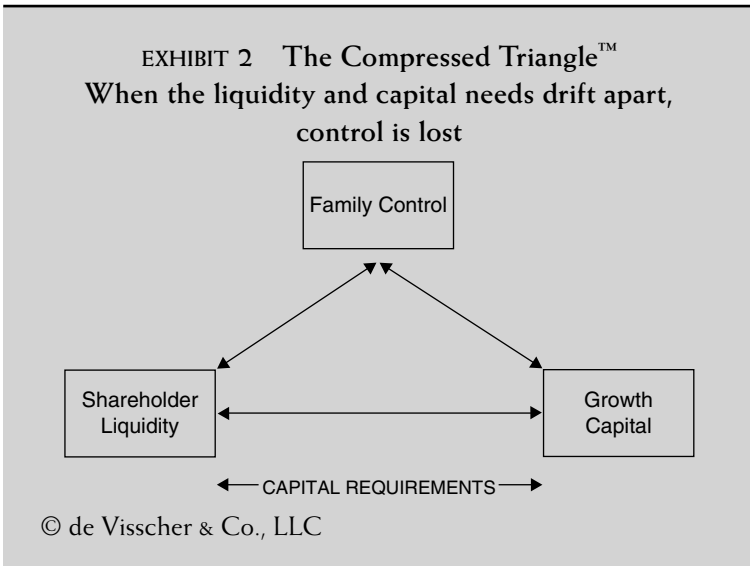 EXHIBIT 2 The Compressed Triangle™
When the liquidity and capital needs drift apart,
control is lost
Family Control
Shareholder
Liquidity
Growth
Capital
CAPITAL REQUIREMENTS
© de Visscher & Co., LLC